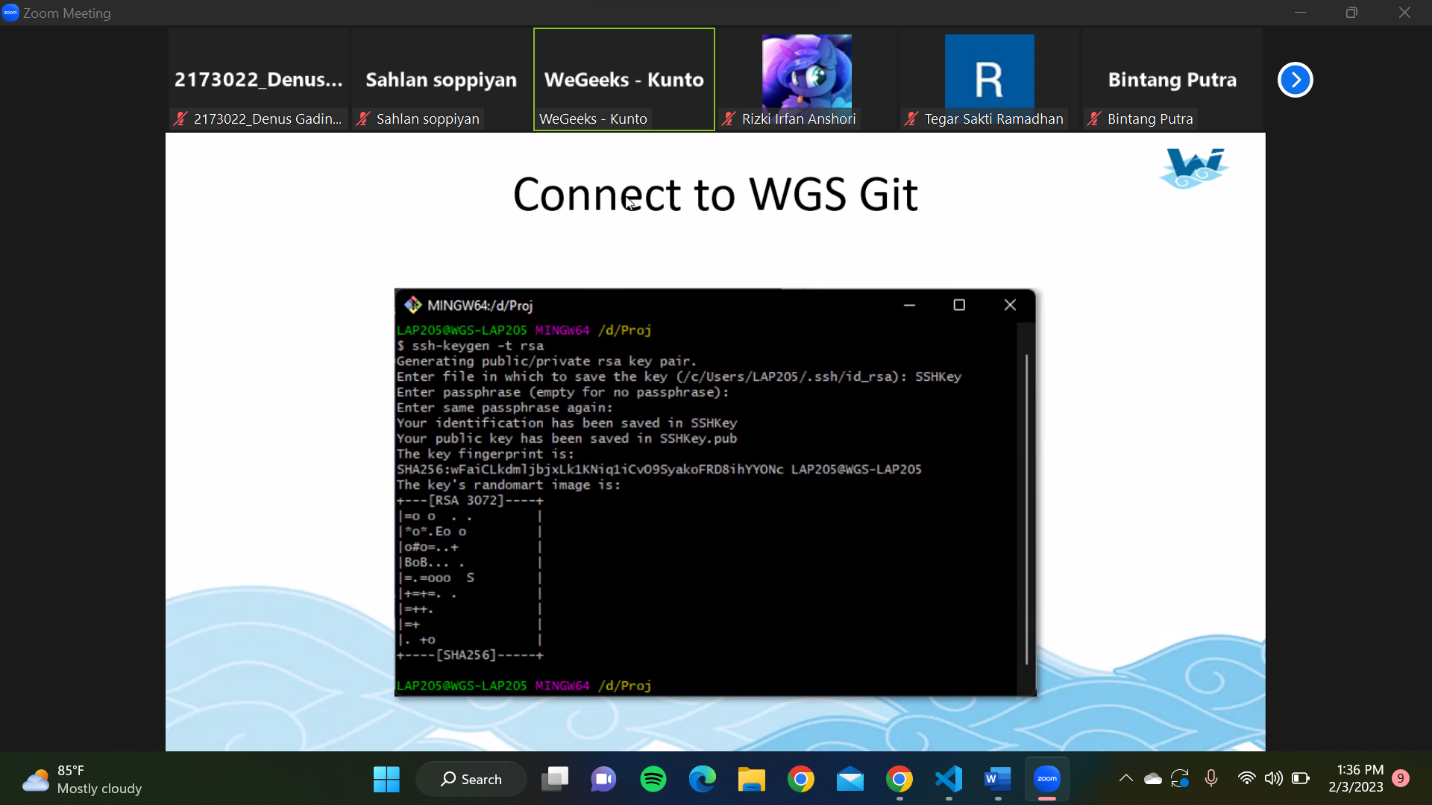 zoom Zoom Meeting
2173022_Denus... Sahlan soppiyan WeGeeks - Kunto R Bintang Putra
2173022_Denus Gadin... Sahlan soppiyan WeGeeks - Kunto Rizki Irfan Anshori Tegar Sakti Ramadhan Bintang Putra
Connect to WGS Git
MINGW64:/d/Proj
LAP205@WGS-LAP205 MINGW64 /d/Proj
$ ssh-keygen -t rsa
Generating public/private rsa key pair.
Enter file in which to save the key (/c/Users/LAP205/.ssh/id_rsa): SSHKey
Enter passphrase (empty for no passphrase):
Enter same passphrase again:
Your identification has been saved in SSHKey
Your public key has been saved in SSHKey.pub
The key fingerprint is:
SHA256:wFaiCLkdmljbjxLk1KNiq1iCvO9SyakoFRD8ihYYONc LAP205@WGS-LAP205
The key's randomart image is:
+---[RSA 3072]----+
|=o o  . .        |
|*o*.Eo o         |
|o#o=..+          |
|BoB... .         |
|=.=ooo  S        |
|+=+=. .          |
|=++.             |
|=+               |
|. +o             |
+----[SHA256]-----+
LAP205@WGS-LAP205 MINGW64 /d/Proj
85°F
Mostly cloudy
Search
zoom
1:36 PM
2/3/2023
9